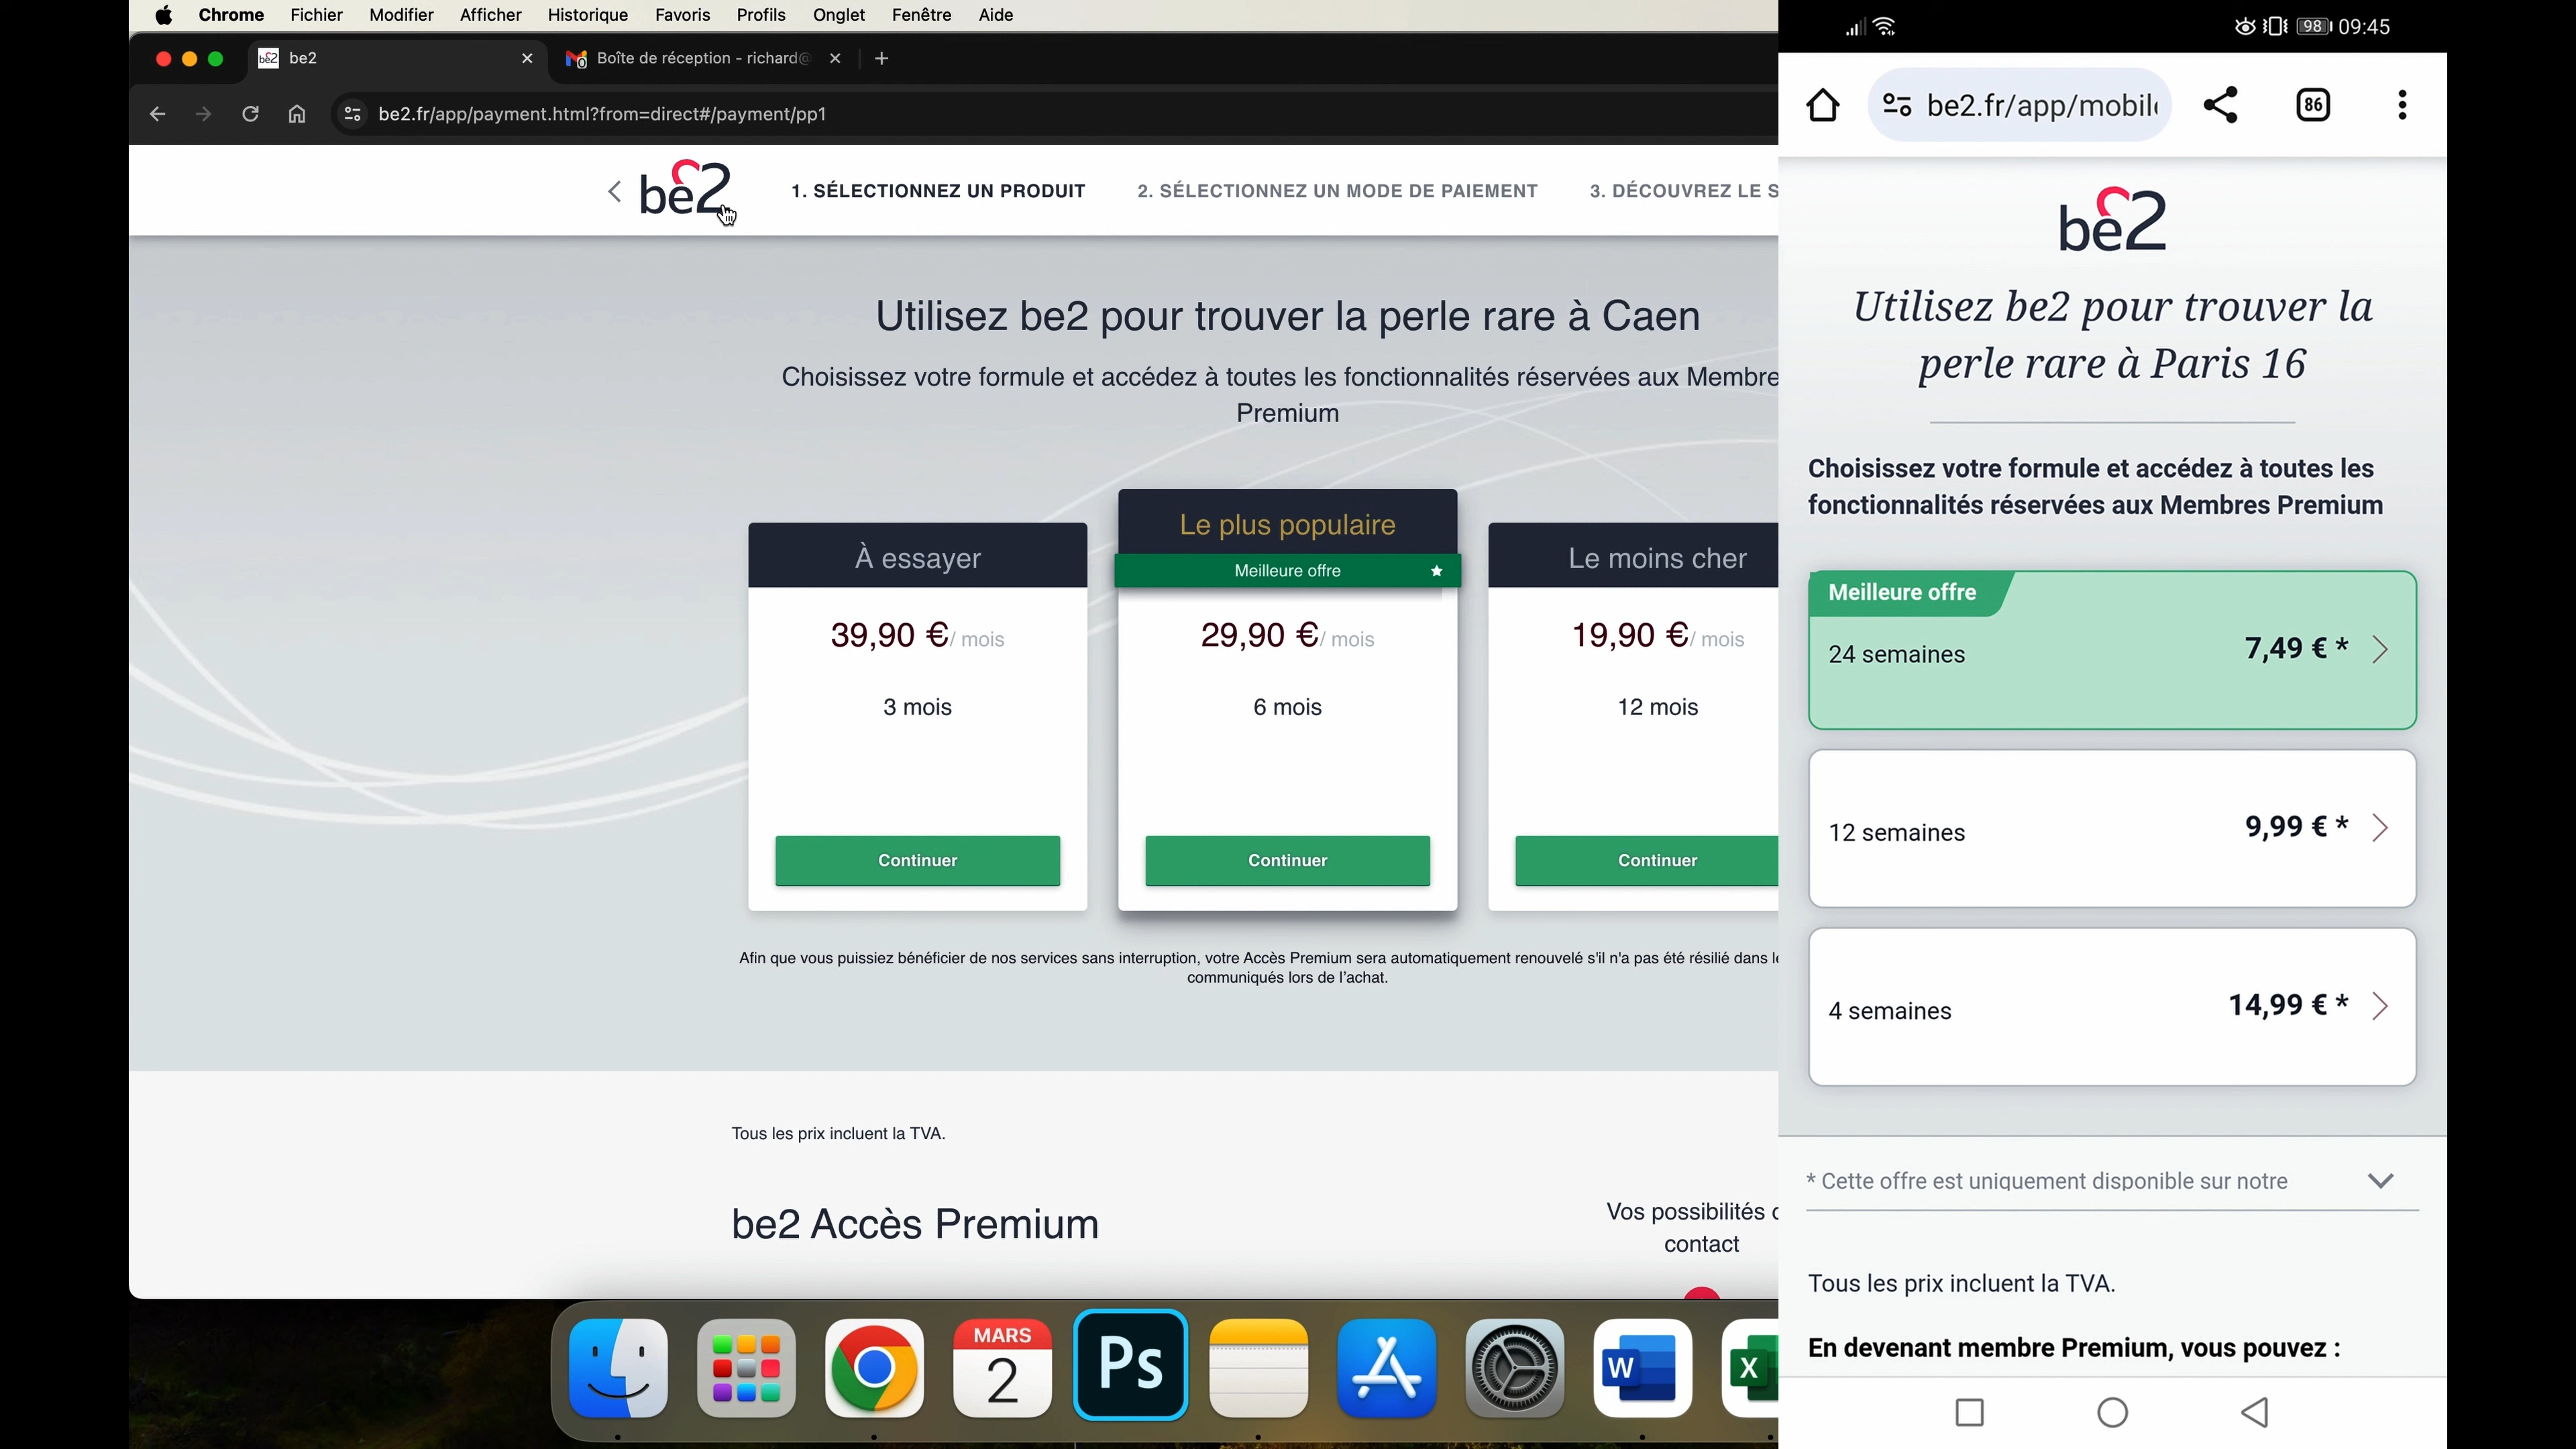 Chrome Fichier Modifier Afficher Historique Favoris Profils Onglet Fenêtre Aide
be2
Boîte de réception - richard@
be2.fr/app/payment.html?from=direct#/payment/pp1
be2
1. SÉLECTIONNEZ UN PRODUIT
2. SÉLECTIONNEZ UN MODE DE PAIEMENT
3. DÉCOUVREZ LE S
Utilisez be2 pour trouver la perle rare à Caen
Choisissez votre formule et accédez à toutes les fonctionnalités réservées aux Membre
Premium
À essayer
39,90 €/ mois
3 mois
Continuer
Le plus populaire
Meilleure offre
29,90 €/ mois
6 mois
Continuer
Le moins cher
19,90 €/ mois
12 mois
Continuer
Afin que vous puissiez bénéficier de nos services sans interruption, votre Accès Premium sera automatiquement renouvelé s'il n'a pas été résilié dans le
communiqués lors de l'achat.
Tous les prix incluent la TVA.
be2 Accès Premium
Vos possibilités
contact
MARS
2
Ps
W
X
98 09:45
be2.fr/app/mobil
86
be2
Utilisez be2 pour trouver la
perle rare à Paris 16
Choisissez votre formule et accédez à toutes les
fonctionnalités réservées aux Membres Premium
Meilleure offre
24 semaines 7,49 € *
12 semaines 9,99 € *
4 semaines 14,99 € *
* Cette offre est uniquement disponible sur notre
Tous les prix incluent la TVA.
En devenant membre Premium, vous pouvez :